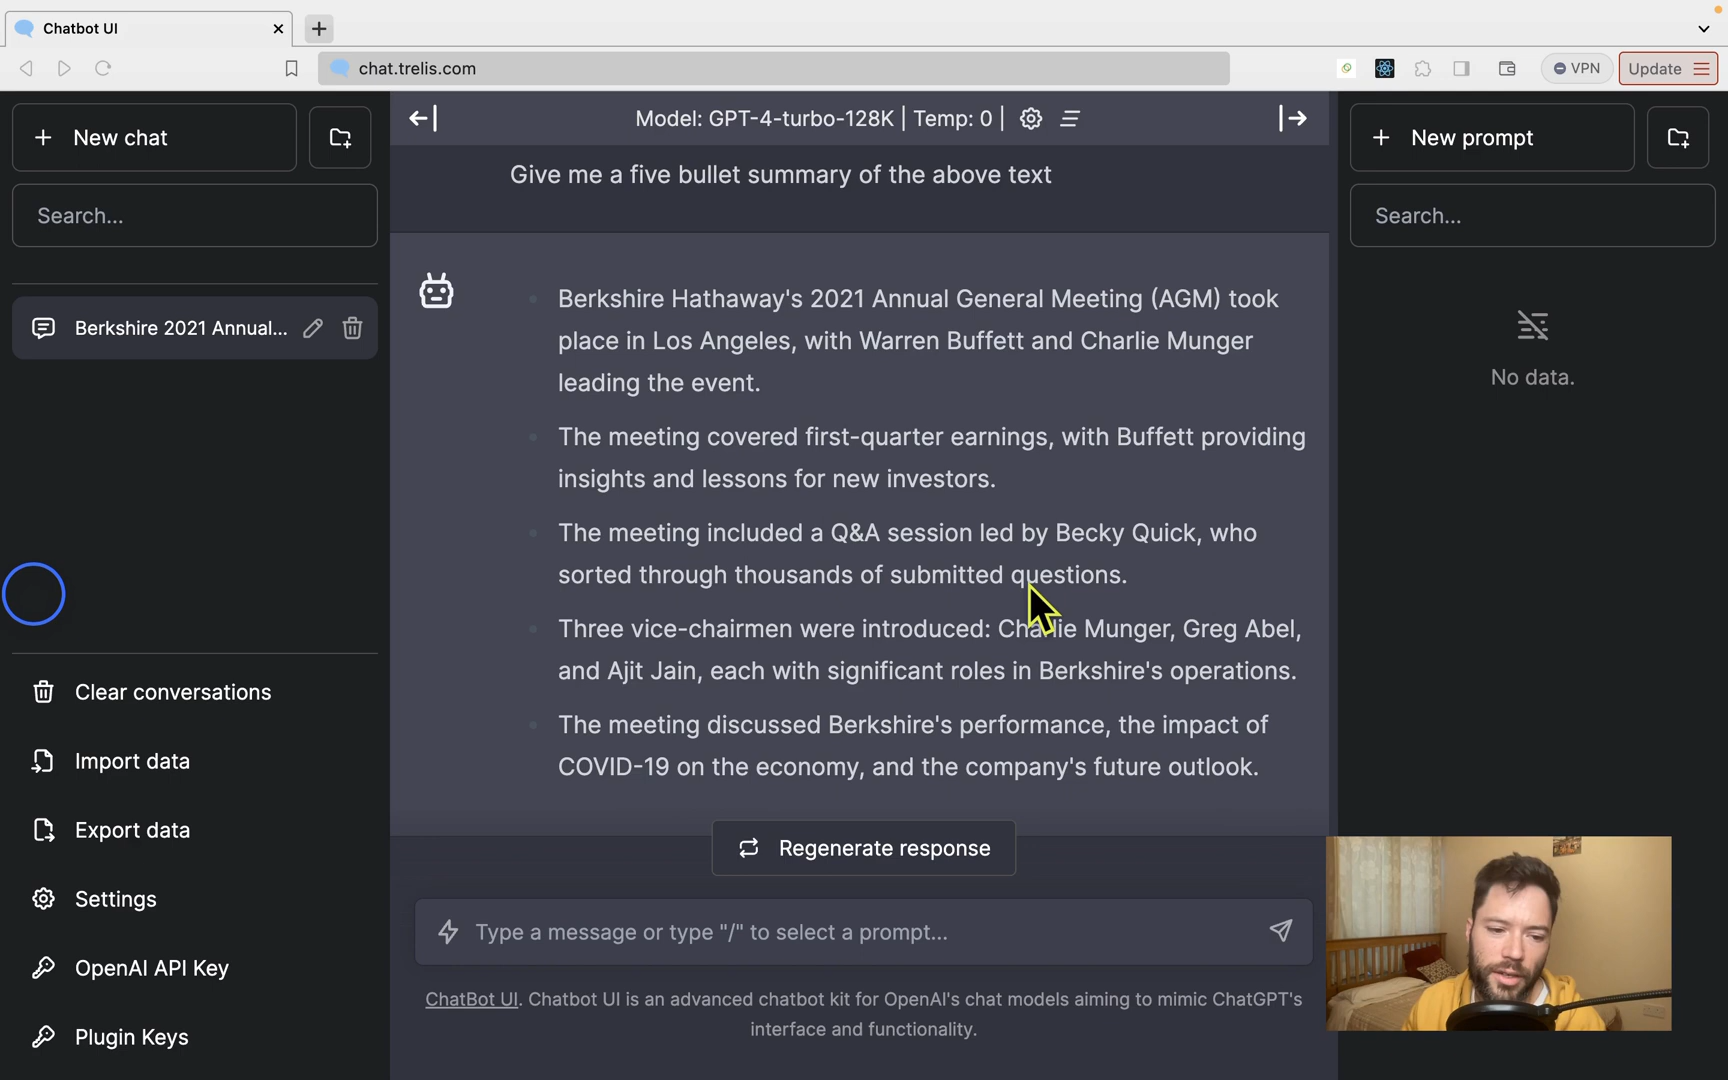 Chatbot UI
chat.trelis.com
VPN
Update
New chat
Search...
Berkshire 2021 Annual...
Clear conversations
Import data
Export data
Settings
OpenAI API Key
Plugin Keys
Model: GPT-4-turbo-128K | Temp: 0 |
Give me a five bullet summary of the above text
Berkshire Hathaway's 2021 Annual General Meeting (AGM) took
place in Los Angeles, with Warren Buffett and Charlie Munger
leading the event.
The meeting covered first-quarter earnings, with Buffett providing
insights and lessons for new investors.
The meeting included a Q&A session led by Becky Quick, who
sorted through thousands of submitted questions.
Three vice-chairmen were introduced: Charlie Munger, Greg Abel,
and Ajit Jain, each with significant roles in Berkshire's operations.
The meeting discussed Berkshire's performance, the impact of
COVID-19 on the economy, and the company's future outlook.
Regenerate response
Type a message or type "/" to select a prompt...
ChatBot UI. Chatbot UI is an advanced chatbot kit for OpenAI's chat models aiming to mimic ChatGPT's
interface and functionality.
New prompt
Search...
No data.